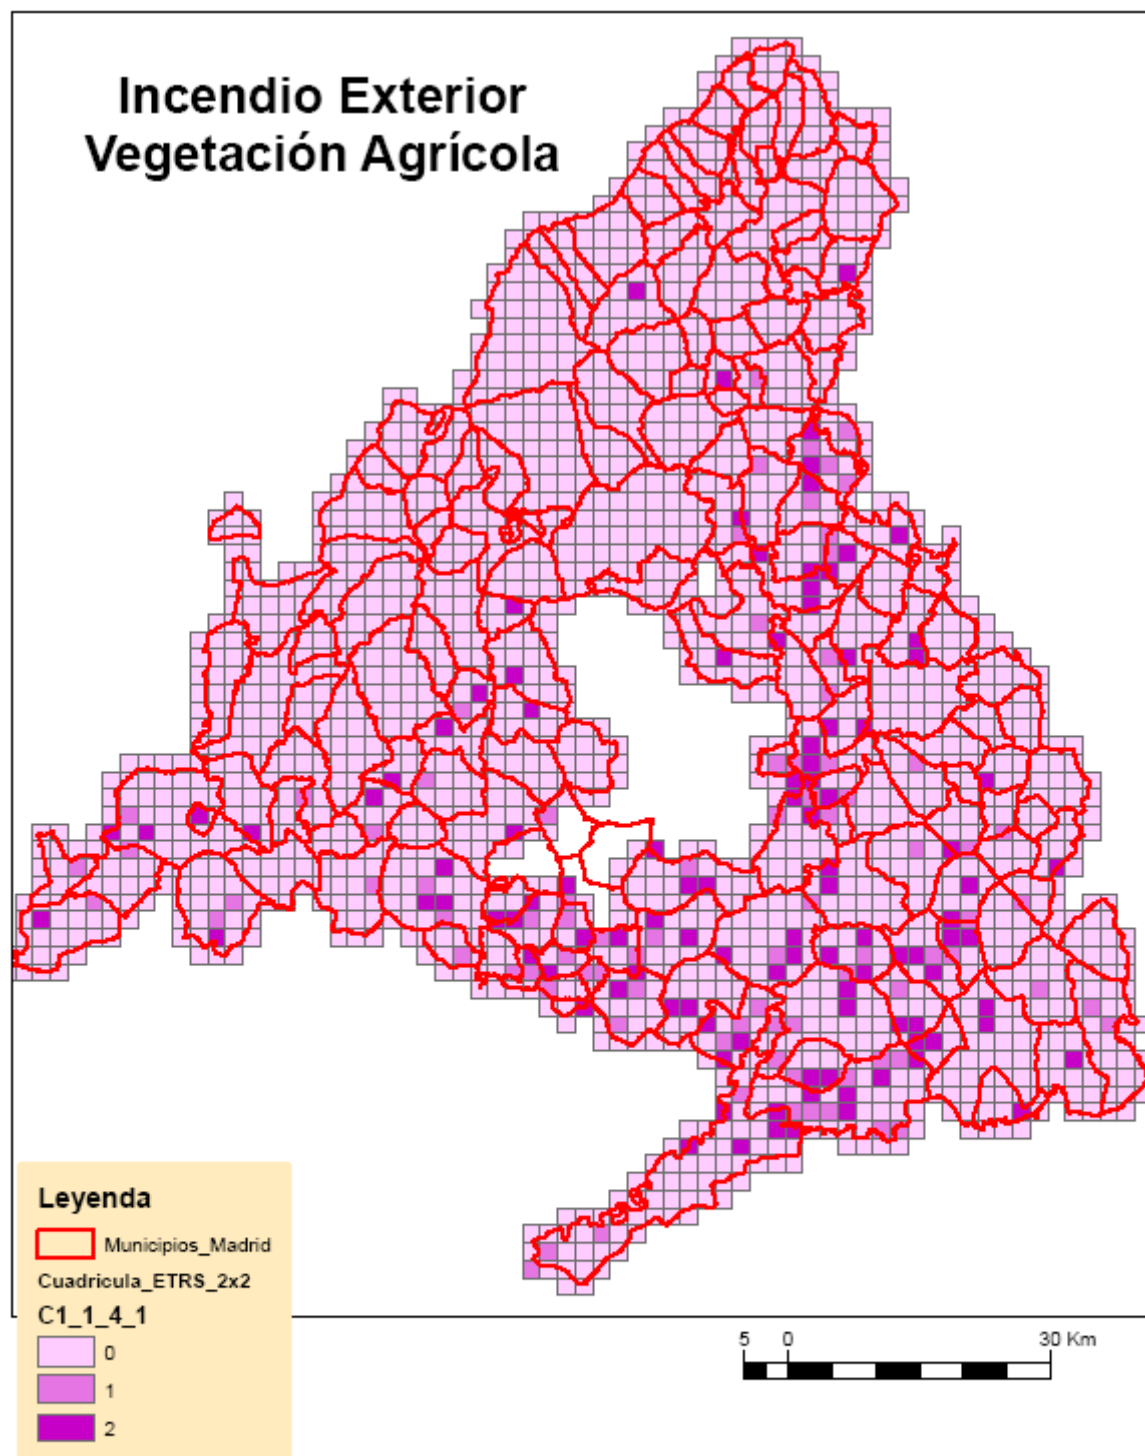 Incendio Exterior
Vegetación Agrícola
Leyenda
Municipios_Madrid
Cuadricula_ETRS_2x2
C1_1_4_1
0
1
2
5 0 30 Km